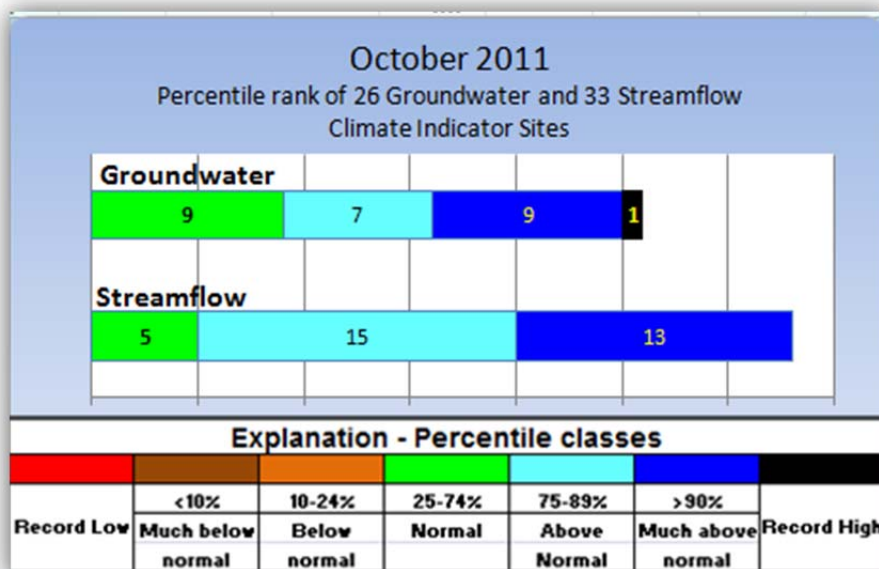 October 2011
Percentile rank of 26 Groundwater and 33 Streamflow
Climate Indicator Sites
Groundwater
9 7 9 1
Streamflow
5 15 13
Explanation - Percentile classes
<10% 10-24% 25-74% 75-89% >90%
Record Low Much below Below Normal Above Much above Record High
normal normal Normal normal